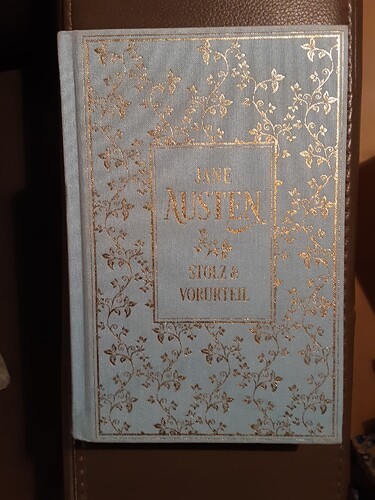 JANE
AUSTEN
STOLZ &
VORURTEIL